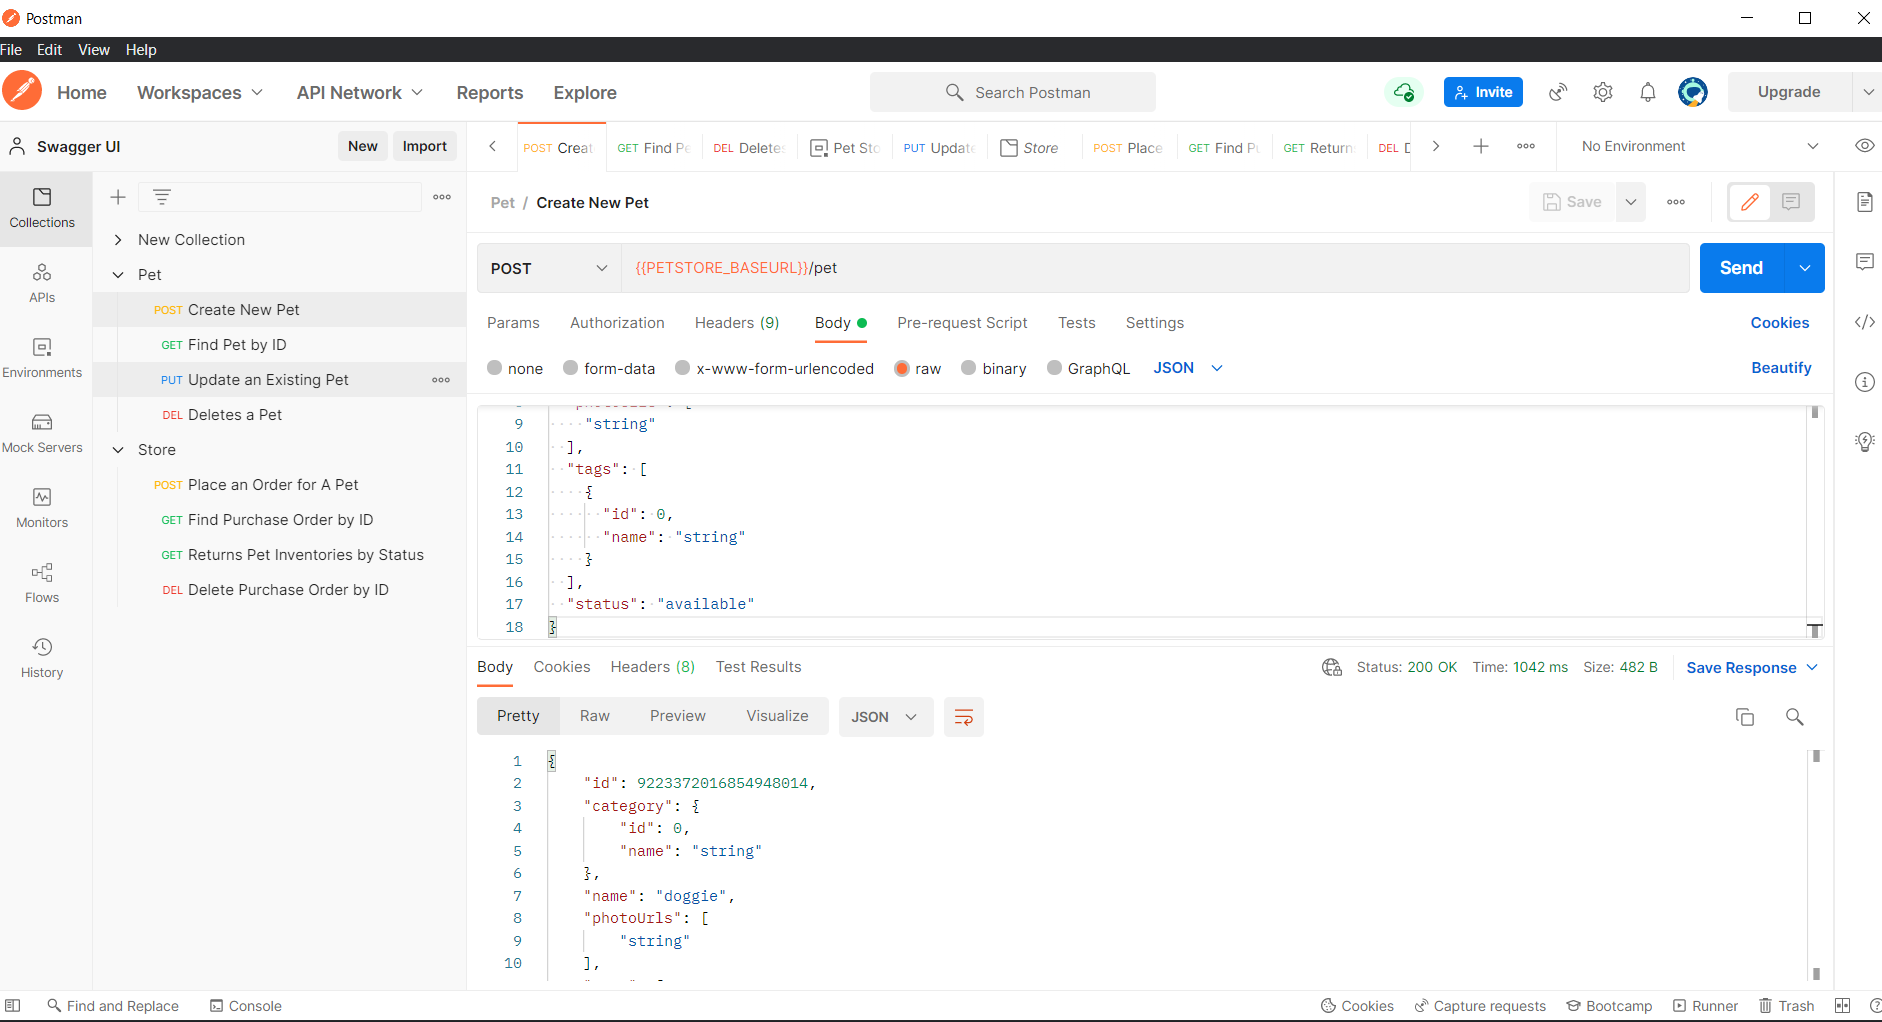 Postman
File Edit View Help
Home Workspaces API Network Reports Explore Search Postman Invite Upgrade
Swagger UI New Import
POST Creat GET Find Pe DEL Deletes PUT Update Store POST Place GET Find Pu GET Return DEL No Environment
Collections
APIs
Environments
Mock Servers
Monitors
Flows
History
New Collection
Pet
POST Create New Pet
GET Find Pet by ID
PUT Update an Existing Pet
DEL Deletes a Pet
Store
POST Place an Order for A Pet
GET Find Purchase Order by ID
GET Returns Pet Inventories by Status
DEL Delete Purchase Order by ID
Pet / Create New Pet Save
POST {{PETSTORE_BASEURL}}/pet Send
Params Authorization Headers (9) Body Pre-request Script Tests Settings Cookies
none form-data x-www-form-urlencoded raw binary GraphQL JSON Beautify
9 "string"
10 ],
11 "tags": [
12 {
13 "id": 0,
14 "name": "string"
15 }
16 ],
17 "status": "available"
18 }
Body Cookies Headers (8) Test Results Status: 200 OK Time: 1042 ms Size: 482 B Save Response
Pretty Raw Preview Visualize JSON
1 {
2 "id": 9223372016854948014,
3 "category": {
4 "id": 0,
5 "name": "string"
6 },
7 "name": "doggie",
8 "photoUrls": [
9 "string"
10 ],
Find and Replace Console Cookies Capture requests Bootcamp Runner Trash